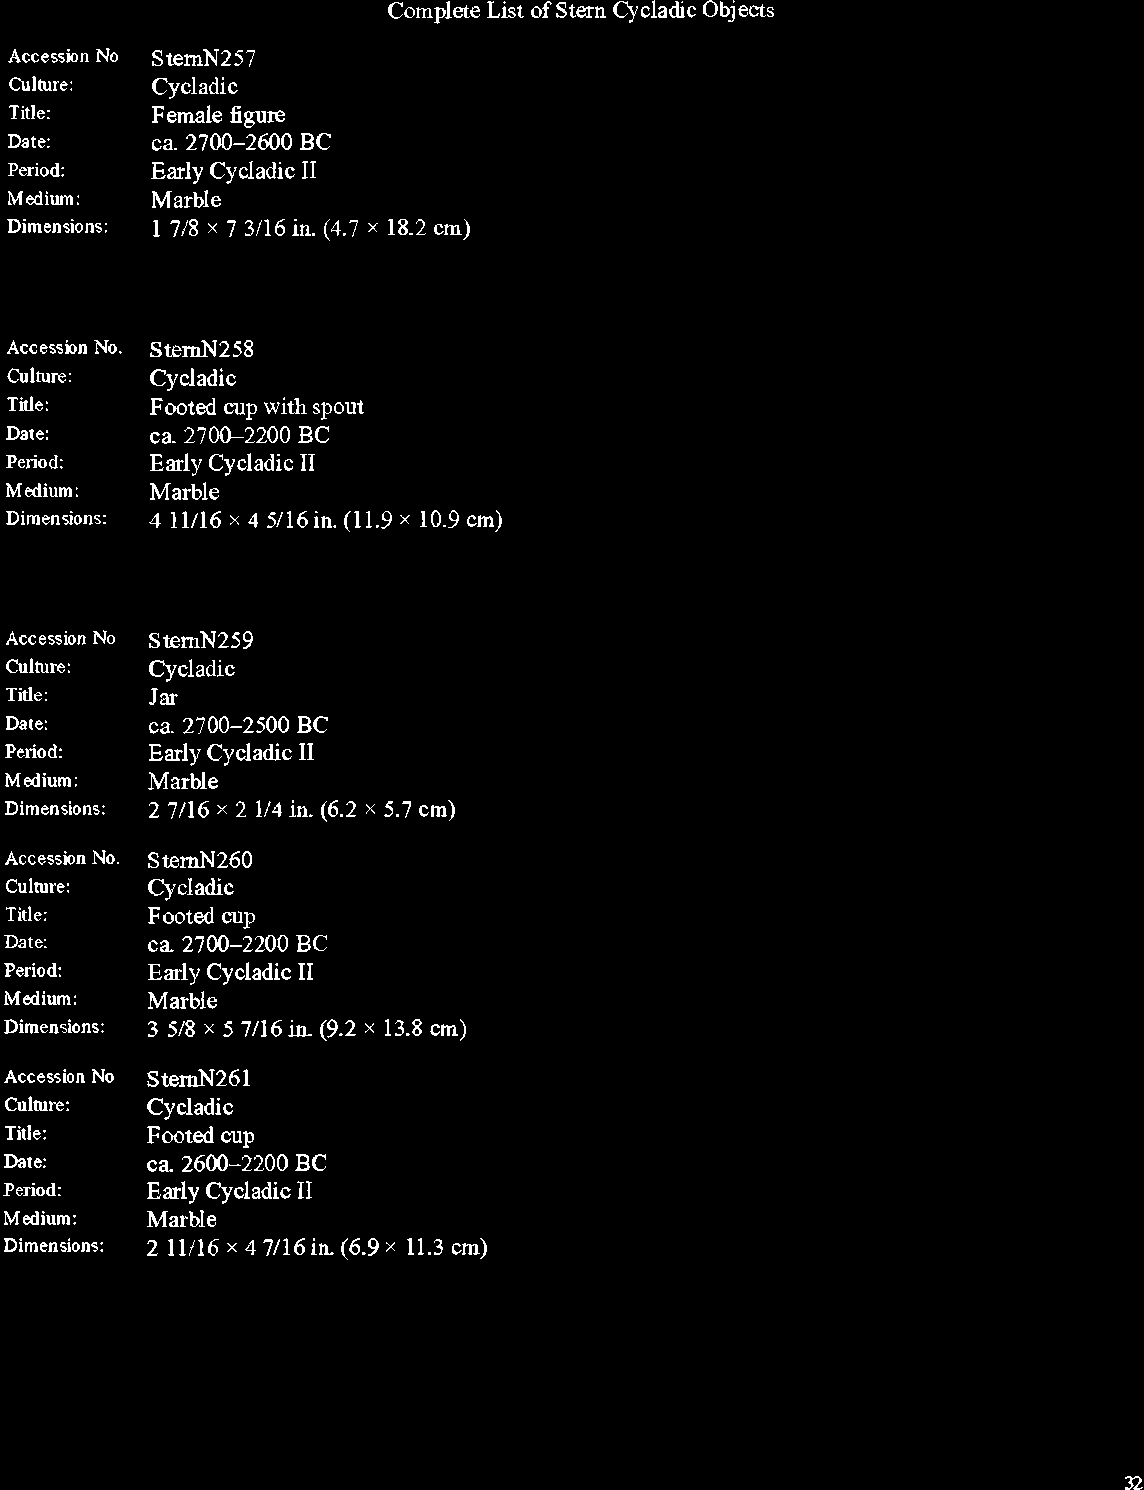 Complete List of Stern Cycladic Objects
Accession No SternN257
Culture: Cycladic
Title: Female figure
Date: ca. 2700–2600 BC
Period: Early Cycladic II
Medium: Marble
Dimensions: 1 7/8 × 7 3/16 in. (4.7 × 18.2 cm)
Accession No. SternN258
Culture: Cycladic
Title: Footed cup with spout
Date: ca. 2700–2200 BC
Period: Early Cycladic II
Medium: Marble
Dimensions: 4 11/16 × 4 5/16 in. (11.9 × 10.9 cm)
Accession No SternN259
Culture: Cycladic
Title: Jar
Date: ca. 2700–2500 BC
Period: Early Cycladic II
Medium: Marble
Dimensions: 2 7/16 × 2 1/4 in. (6.2 × 5.7 cm)
Accession No. SternN260
Culture: Cycladic
Title: Footed cup
Date: ca. 2700–2200 BC
Period: Early Cycladic II
Medium: Marble
Dimensions: 3 5/8 × 5 7/16 in. (9.2 × 13.8 cm)
Accession No SternN261
Culture: Cycladic
Title: Footed cup
Date: ca. 2600–2200 BC
Period: Early Cycladic II
Medium: Marble
Dimensions: 2 11/16 × 4 7/16 in. (6.9 × 11.3 cm)
32